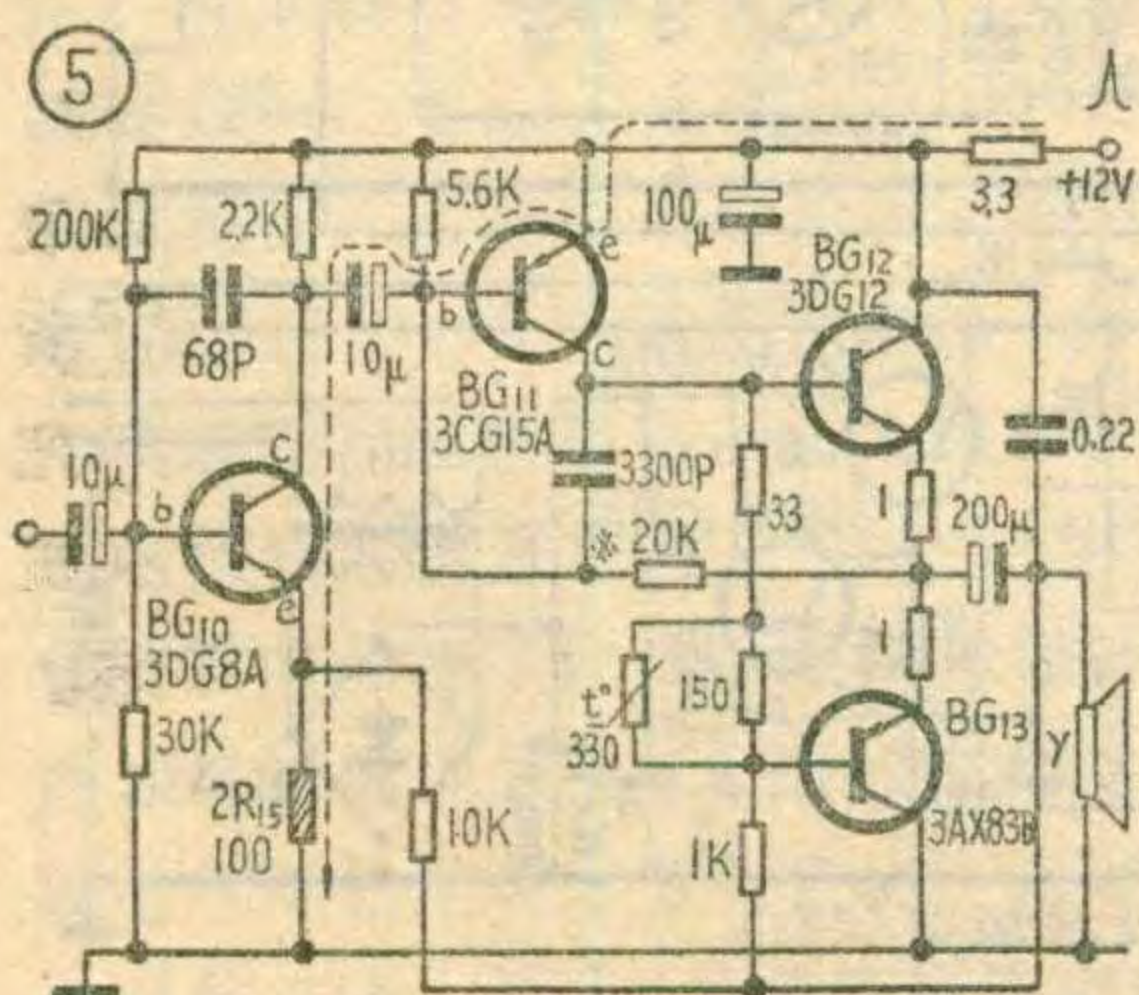 5
200K
2.2K
5.6K
100μ
3.3
+12V
BG12
3DG12
68P
10μ
b
e
c
BG11
3CG15A
0.22
10μ
b
C
e
3300P
33
1
200μ
※ 20K
BG10
3DG8A
t°
330
150
1
BG13
Y
30K
2R15
100
10K
1K
3AX83B